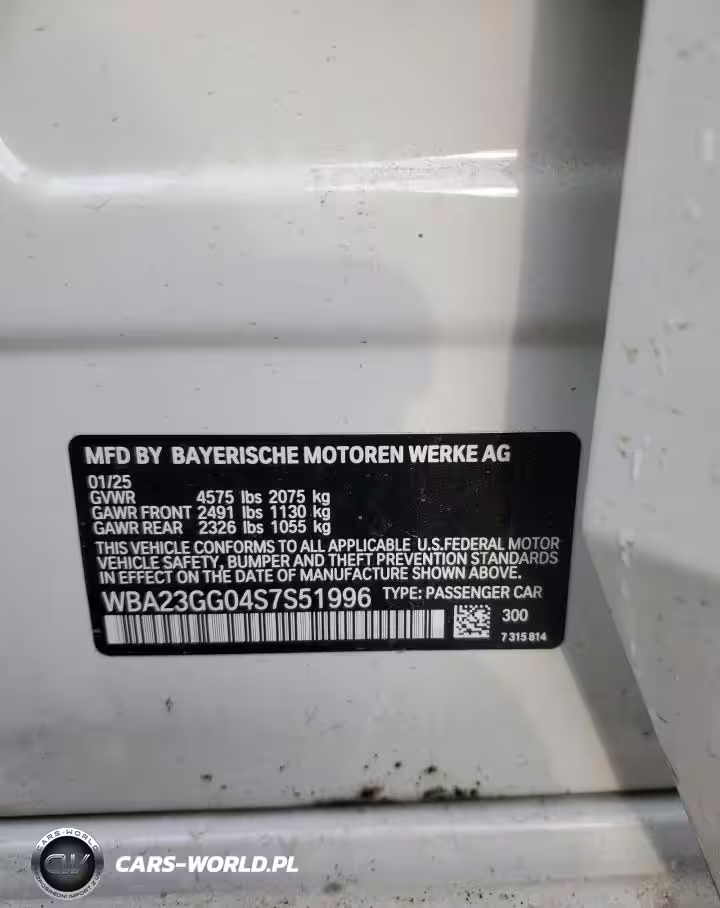 MFD BY BAYERISCHE MOTOREN WERKE AG
01/25
GVWR 4575 lbs 2075 kg
GAWR FRONT 2491 lbs 1130 kg
GAWR REAR 2326 lbs 1055 kg
THIS VEHICLE CONFORMS TO ALL APPLICABLE U.S.FEDERAL MOTOR
VEHICLE SAFETY, BUMPER AND THEFT PREVENTION STANDARDS
IN EFFECT ON THE DATE OF MANUFACTURE SHOWN ABOVE.
WBA23GG04S7S51996 TYPE: PASSENGER CAR
300
7 315 814
CARS-WORLD
CARS-WORLD.PL